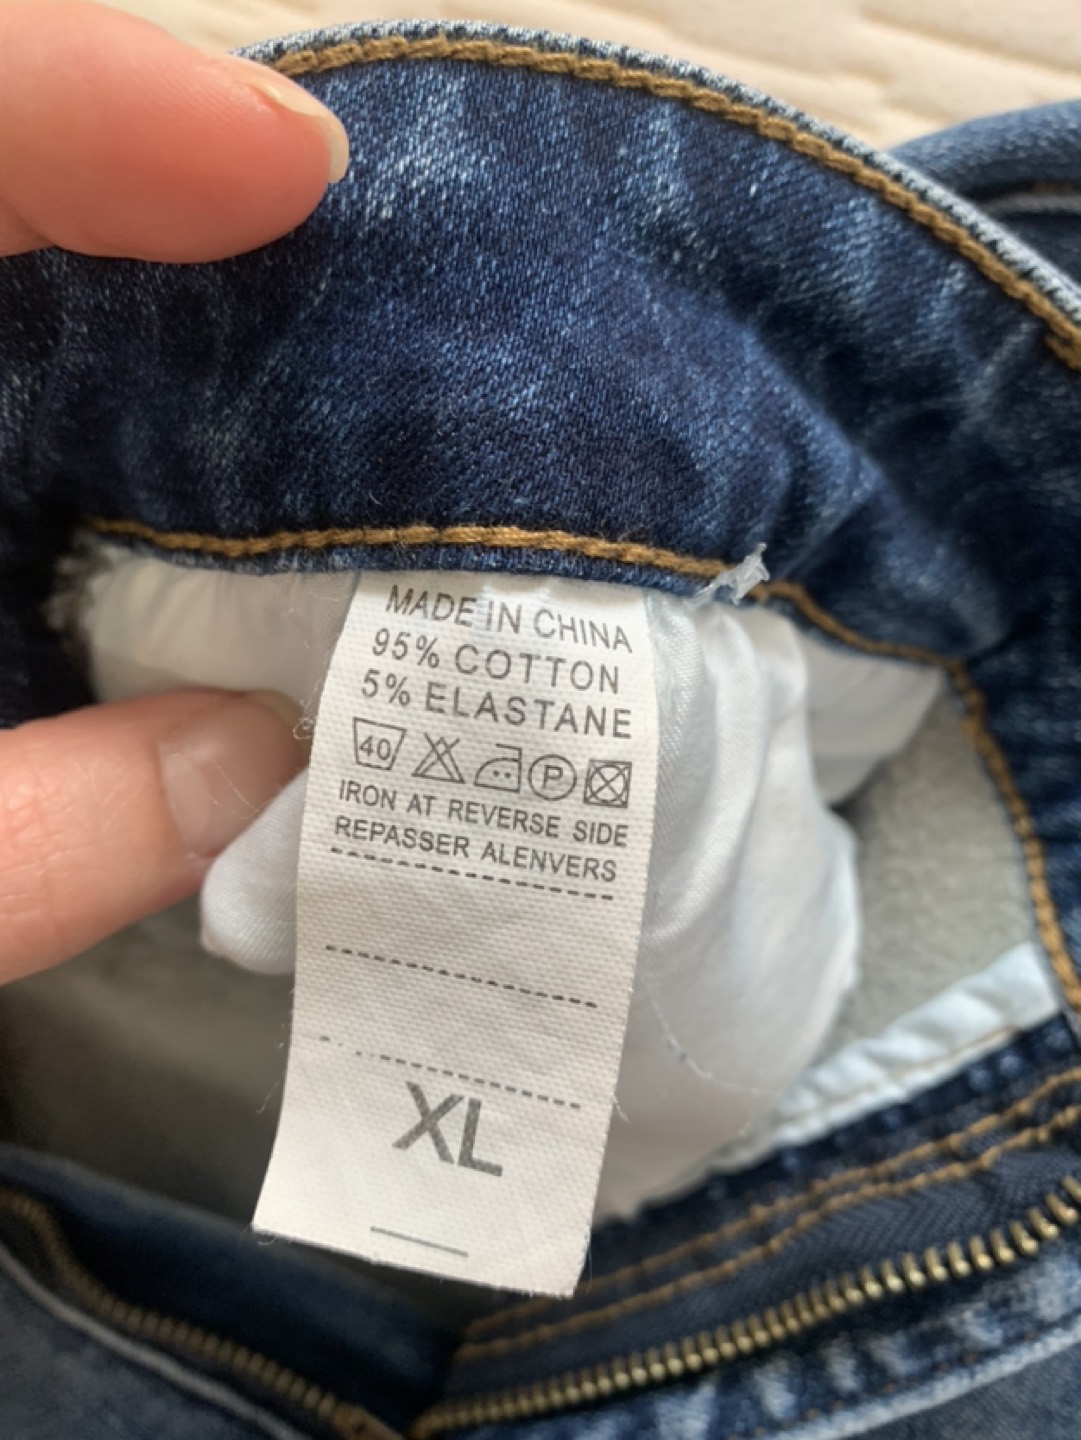 MADE IN CHINA
95% COTTON
5% ELASTANE
40 P
IRON AT REVERSE SIDE
REPASSER ALENVERS
XL